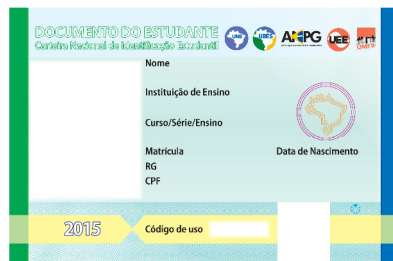 DOCUMENTO DO ESTUDANTE
Carteira Nacional de Identificação Estudantil
UNE
UBES
ANPG
UEE
Nome
Instituição de Ensino
Curso/Série/Ensino
Matrícula
Data de Nascimento
RG
CPF
2015
Código de uso